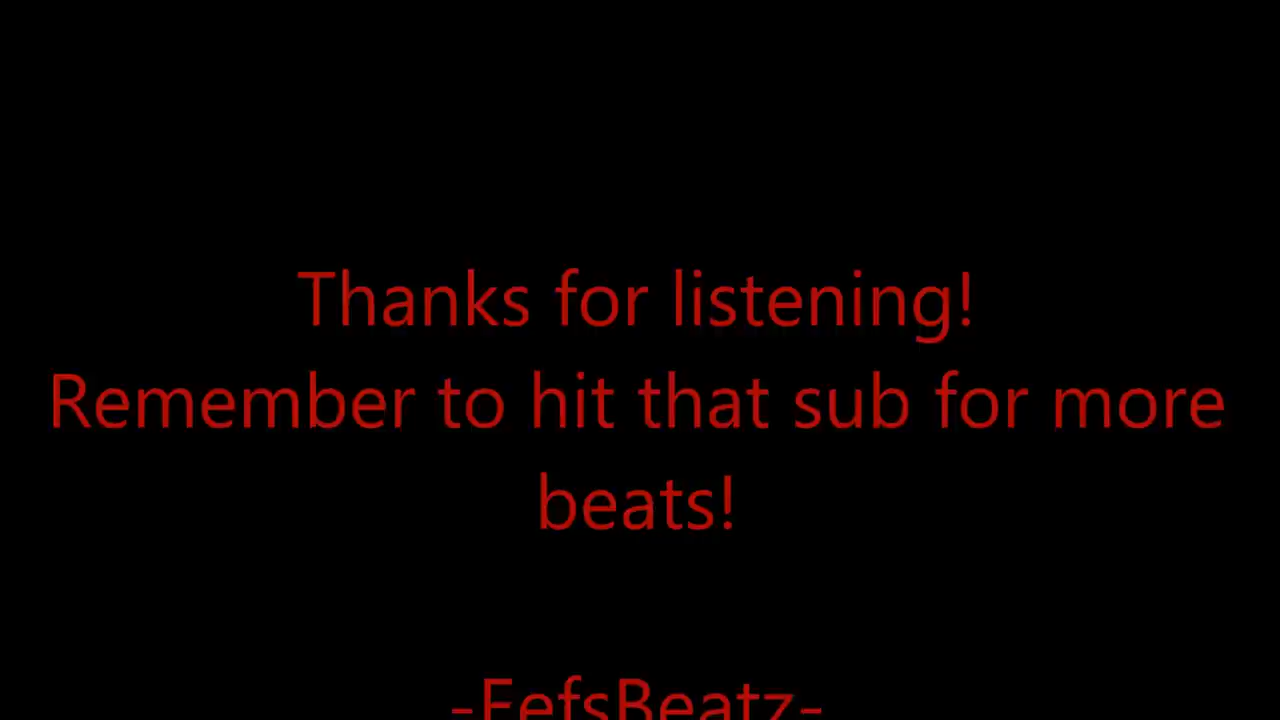 Thanks for listening!
Remember to hit that sub for more
beats!
-EefsBeatz-